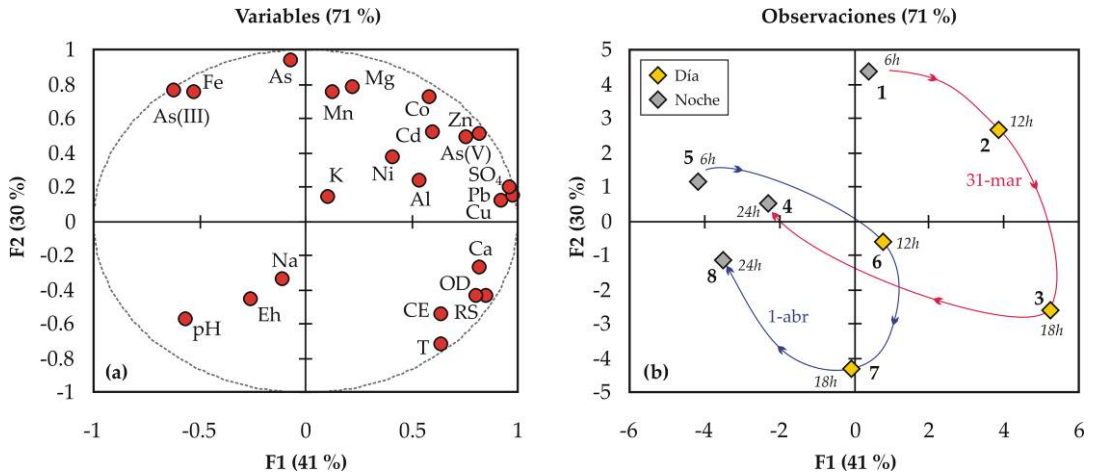 Variables (71 %)
1
0.8
0.6
0.4
0.2
0
-0.2
-0.4
-0.6
-0.8
-1
F2 (30 %)
As
Fe
As(III)
Mg
Mn
Co
Cd
Zn
As(V)
Ni
K
Al
SO4
Pb
Cu
Na
Ca
Eh
OD
pH
CE
RS
T
(a)
-1
-0.5
0
0.5
1
F1 (41 %)
Observaciones (71 %)
5
4
3
2
1
0
-1
-2
-3
-4
-5
F2 (30 %)
Día
Noche
6h
1
12h
2
5
6h
31-mar
24h
4
12h
6
8
24h
3
18h
1-abr
18h
7
(b)
-6
-4
-2
0
2
4
6
F1 (41 %)